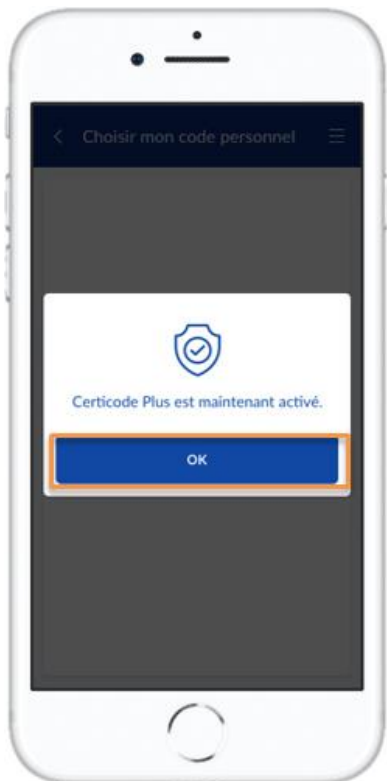 Choisir mon code personnel
Certicode Plus est maintenant activé.
OK